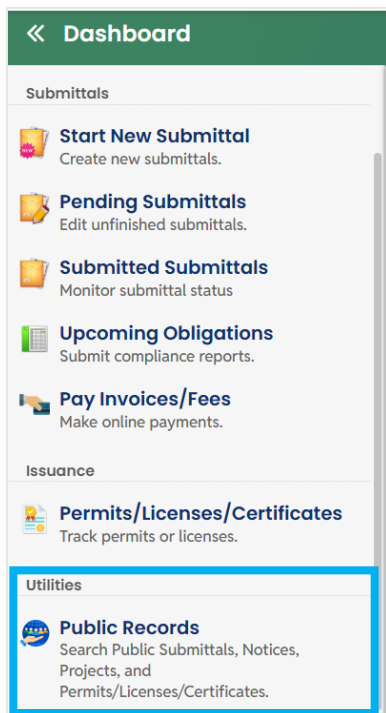 « Dashboard
Submittals
Start New Submittal
Create new submittals.
Pending Submittals
Edit unfinished submittals.
Submitted Submittals
Monitor submittal status
Upcoming Obligations
Submit compliance reports.
Pay Invoices/Fees
Make online payments.
Issuance
Permits/Licenses/Certificates
Track permits or licenses.
Utilities
Public Records
Search Public Submittals, Notices,
Projects, and
Permits/Licenses/Certificates.